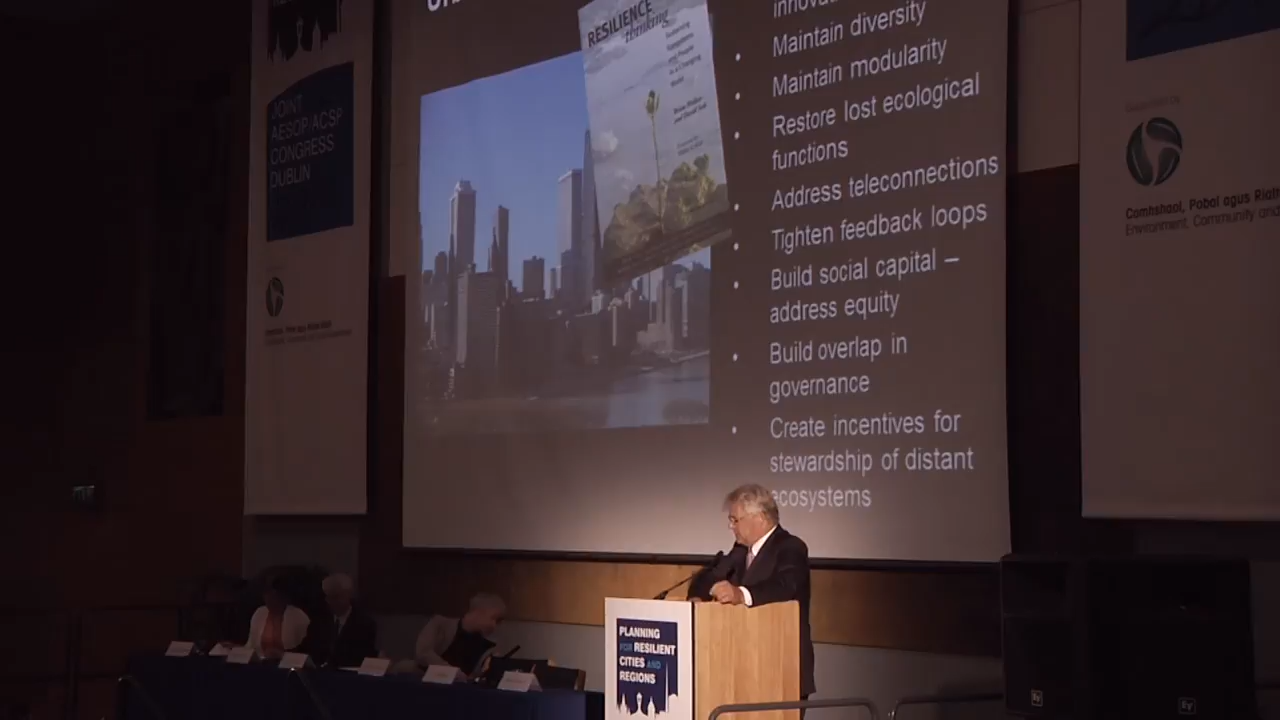 JOINT
AESOP/ACSP
CONGRESS
DUBLIN
RESILIENCE
thinking
Maintain diversity
Maintain modularity
Restore lost ecological
functions
Address teleconnections
Tighten feedback loops
Build social capital –
address equity
Build overlap in
governance
Create incentives for
stewardship of distant
ecosystems
Comhshaol, Pobal agus
Environment, Community and
PLANNING
FOR RESILIENT
CITIES AND
REGIONS
EV
EV